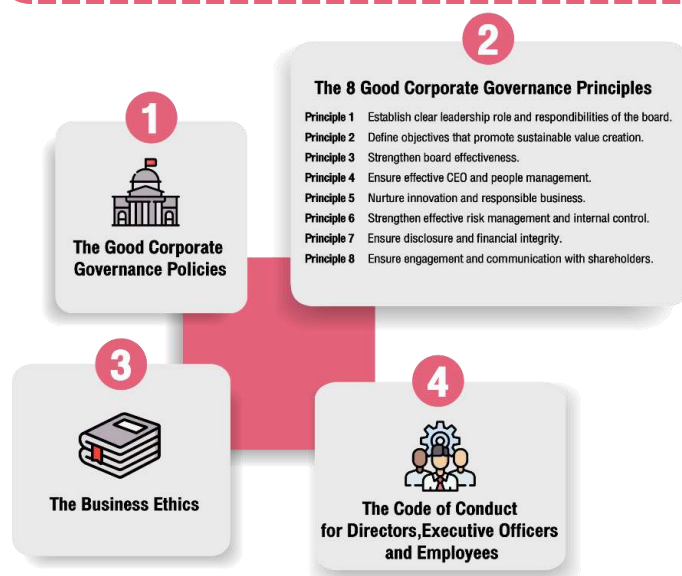 1
The Good Corporate
Governance Policies
2
The 8 Good Corporate Governance Principles
Principle 1 Establish clear leadership role and respondibilities of the board.
Principle 2 Define objectives that promote sustainable value creation.
Principle 3 Strengthen board effectiveness.
Principle 4 Ensure effective CEO and people management.
Principle 5 Nurture innovation and responsible business.
Principle 6 Strengthen effective risk management and internal control.
Principle 7 Ensure disclosure and financial integrity.
Principle 8 Ensure engagement and communication with shareholders.
3
The Business Ethics
4
The Code of Conduct
for Directors,Executive Officers
and Employees